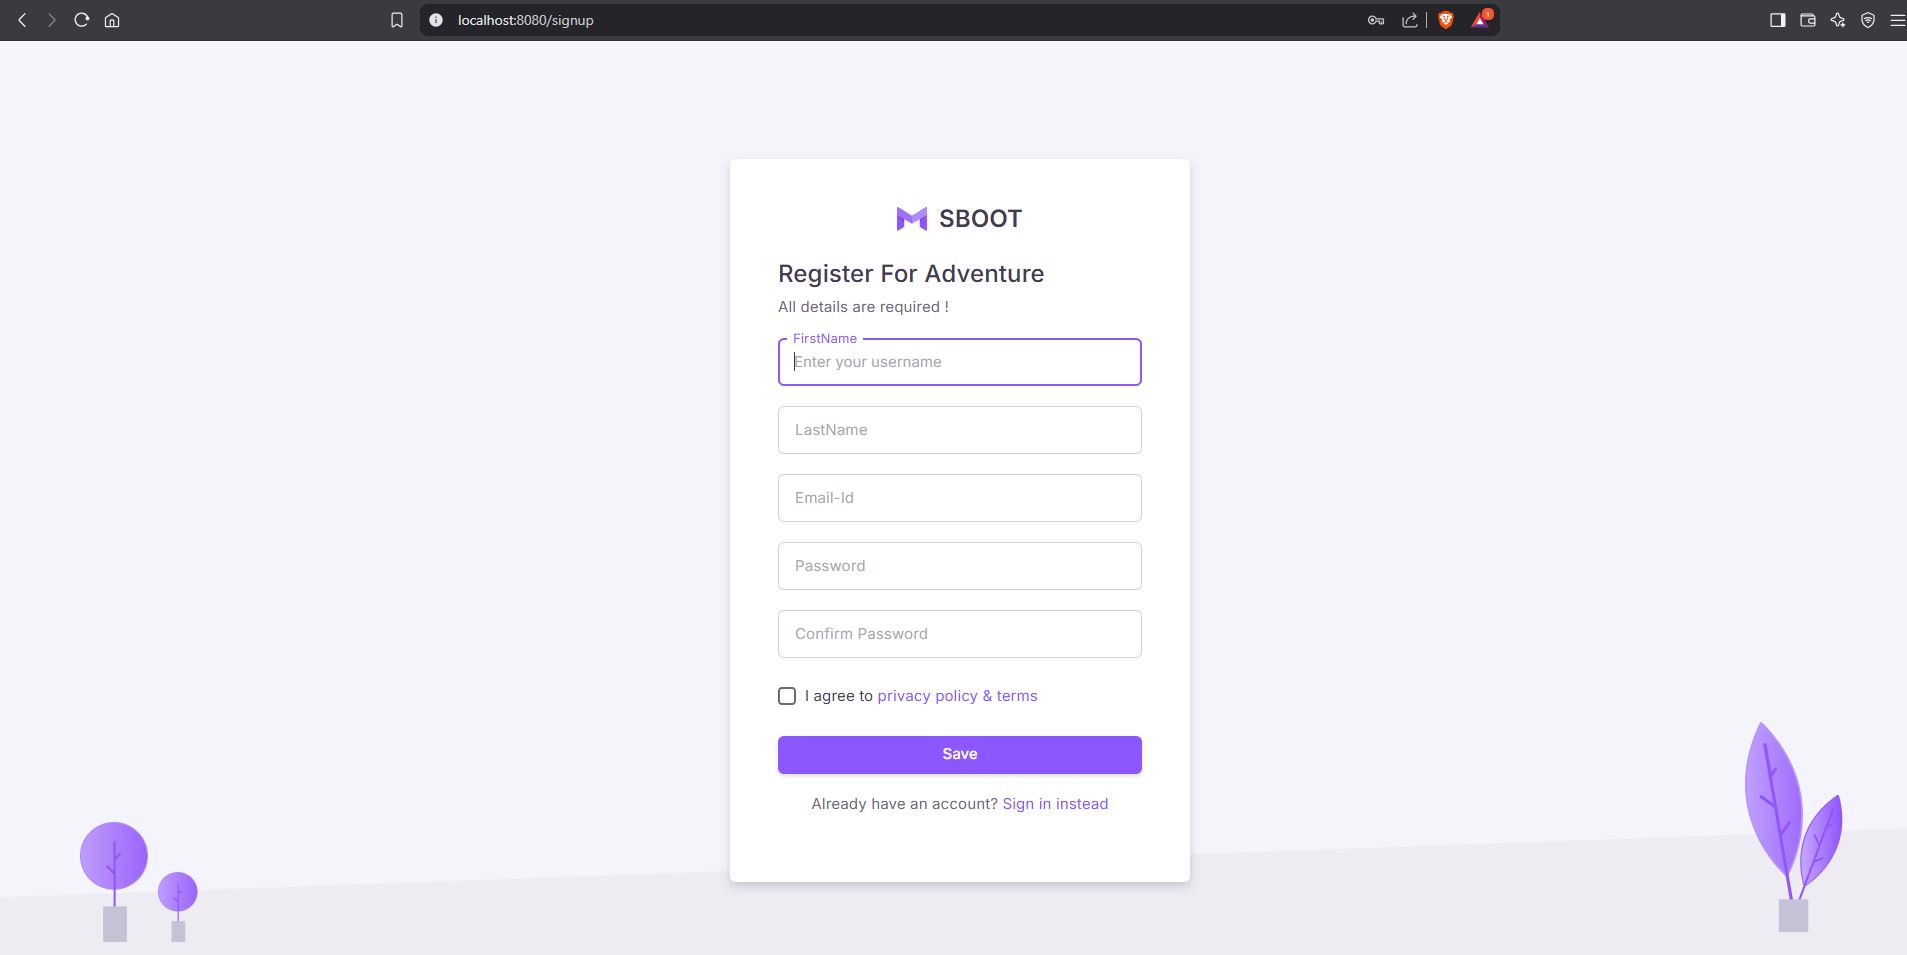 localhost:8080/signup
1
SBOOT
Register For Adventure
All details are required !
FirstName
Enter your username
LastName
Email-Id
Password
Confirm Password
I agree to privacy policy & terms
Save
Already have an account? Sign in instead